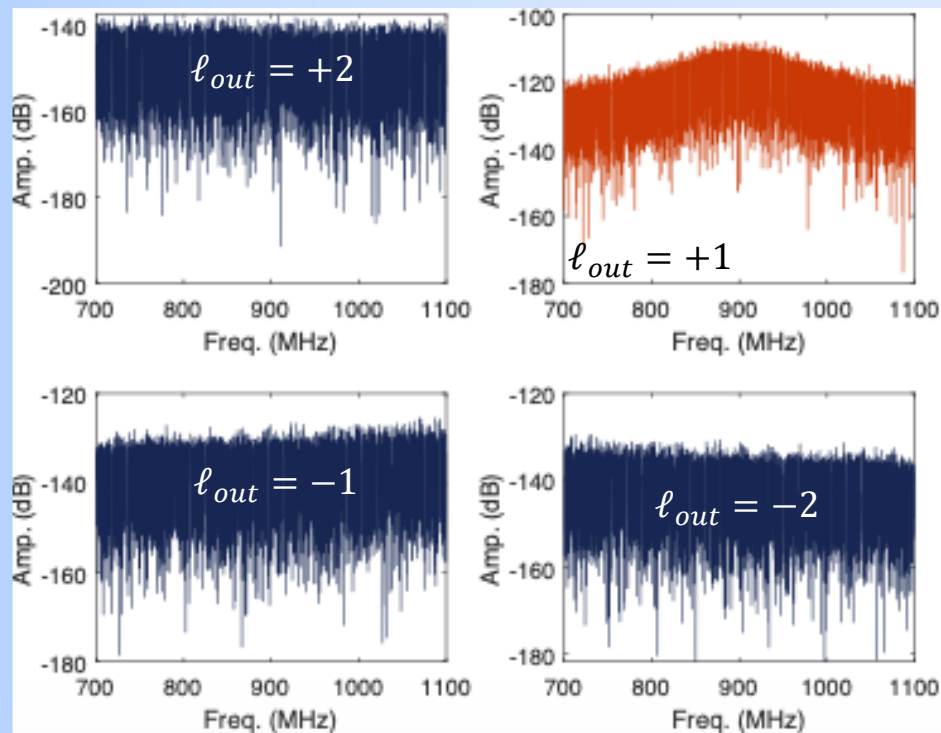 -140
-160
-180
-200
Amp. (dB)
ℓout = +2
700 800 900 1000 1100
Freq. (MHz)
-100
-120
-140
-160
-180
Amp. (dB)
ℓout = +1
700 800 900 1000 1100
Freq. (MHz)
-120
-140
-160
-180
Amp. (dB)
ℓout = −1
700 800 900 1000 1100
Freq. (MHz)
-120
-140
-160
-180
Amp. (dB)
ℓout = −2
700 800 900 1000 1100
Freq. (MHz)